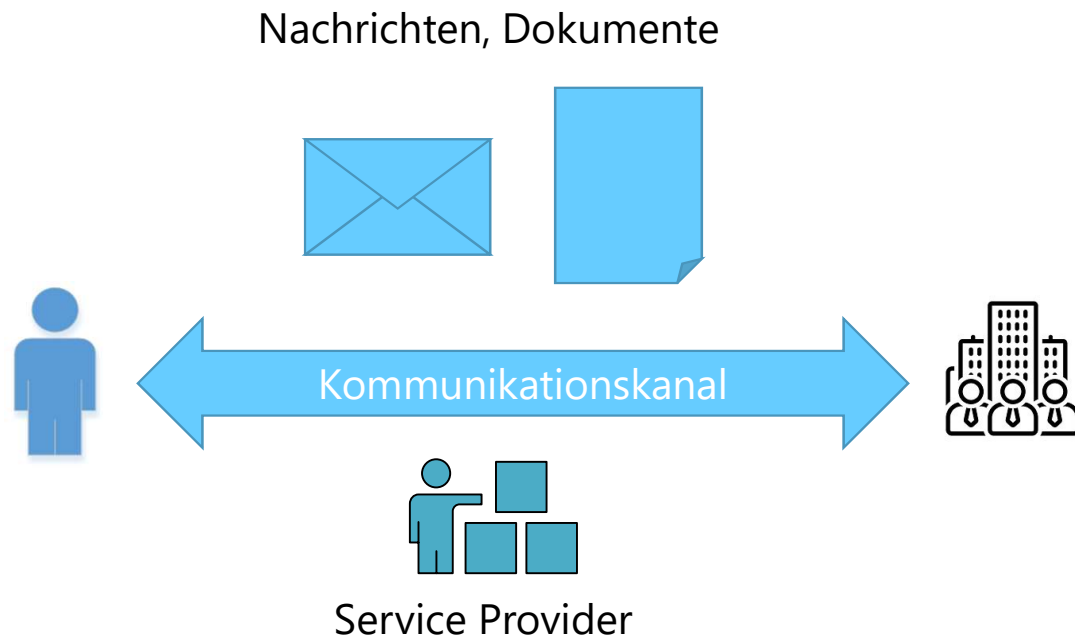 Nachrichten, Dokumente
Kommunikationskanal
Service Provider